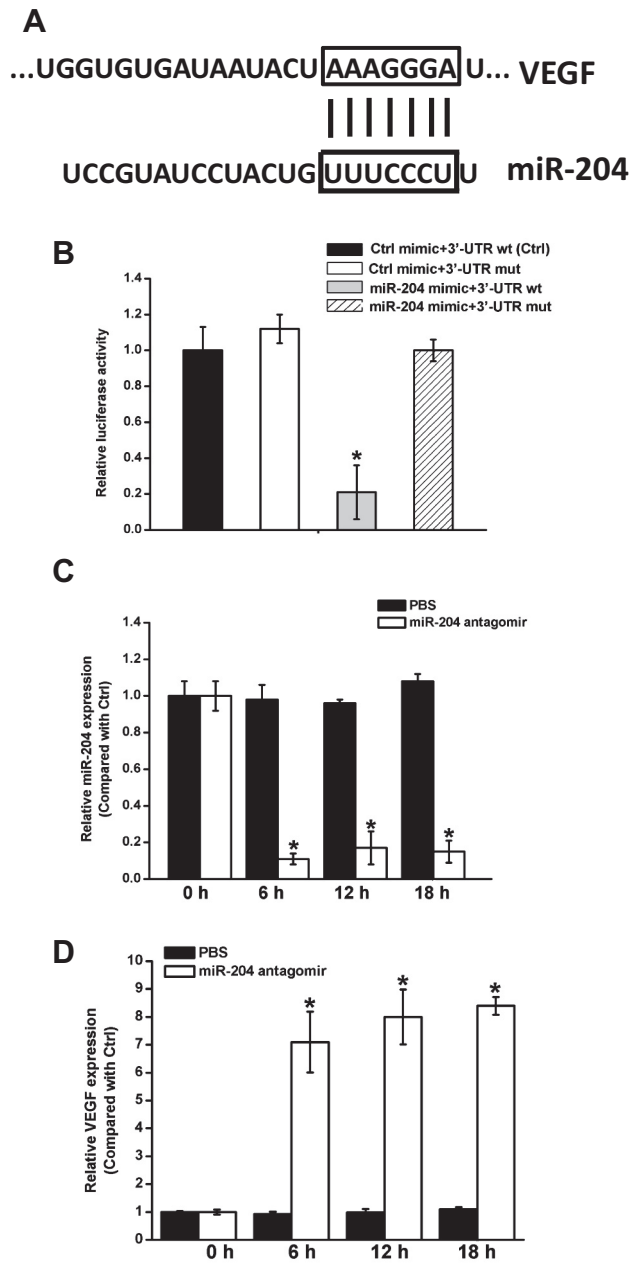 A
...UGGUGUGAUAAUACU AAAGGGA U... VEGF
UCCGUAUCCUACUG UUUCCCU U miR-204
B
Ctrl mimic+3'-UTR wt (Ctrl)
Ctrl mimic+3'-UTR mut
miR-204 mimic+3'-UTR wt
miR-204 mimic+3'-UTR mut
Relative luciferase activity
1.4
1.2
1.0
0.8
0.6
0.4
0.2
0.0
*
C
PBS
miR-204 antagomir
Relative miR-204 expression
(Compared with Ctrl)
1.4
1.2
1.0
0.8
0.6
0.4
0.2
0.0
* * *
0 h 6 h 12 h 18 h
D
PBS
miR-204 antagomir
Relative VEGF expression
(Compared with Ctrl)
10
9
8
7
6
5
4
3
2
1
0
* * *
0 h 6 h 12 h 18 h